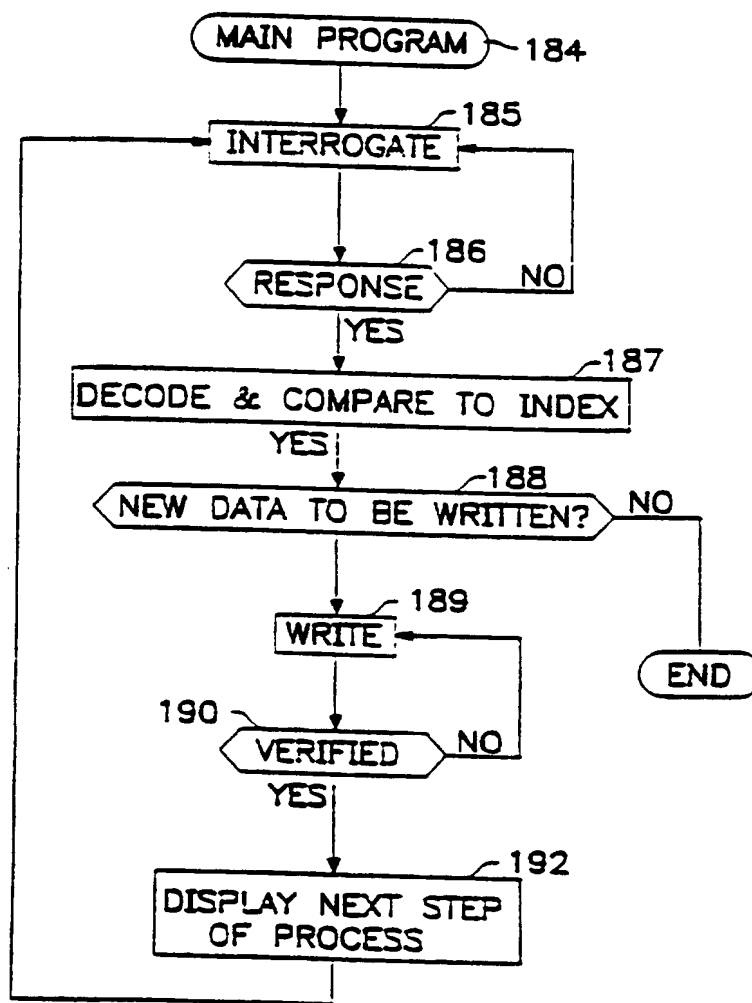 MAIN PROGRAM
184
185
INTERROGATE
186
RESPONSE
NO
YES
187
DECODE & COMPARE TO INDEX
YES
188
NEW DATA TO BE WRITTEN?
NO
189
WRITE
END
190
VERIFIED
NO
YES
192
DISPLAY NEXT STEP
OF PROCESS